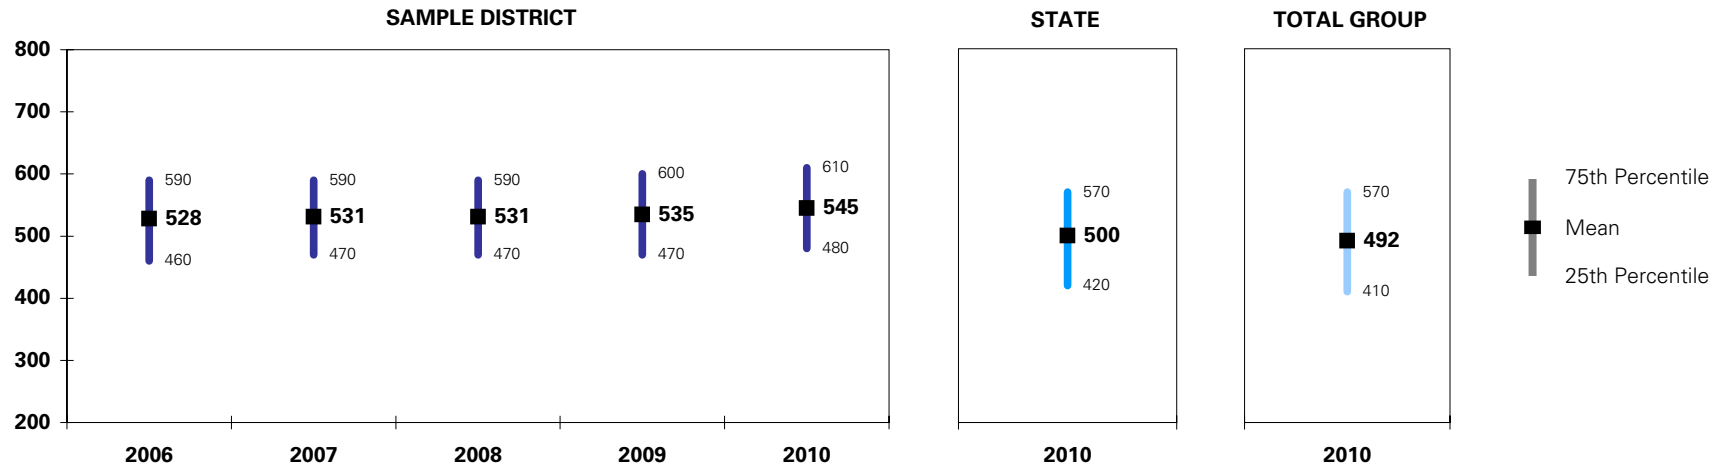 SAMPLE DISTRICT STATE TOTAL GROUP
800
700
600
500
400
300
200
590 590 590 600 610 570 570
528 531 531 535 545 500 492
460 470 470 470 480 420 410
75th Percentile
Mean
25th Percentile
2006 2007 2008 2009 2010 2010 2010